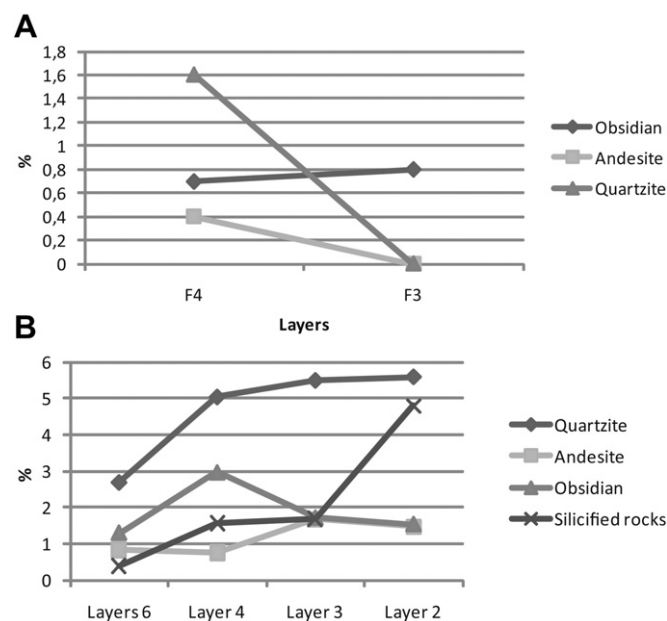 A
1,8
1,6
1,4
1,2
1
0,8
0,6
0,4
0,2
0
%
F4 F3
Layers
Obsidian
Andesite
Quartzite
B
6
5
4
3
2
1
0
%
Layers 6 Layer 4 Layer 3 Layer 2
Quartzite
Andesite
Obsidian
Silicified rocks